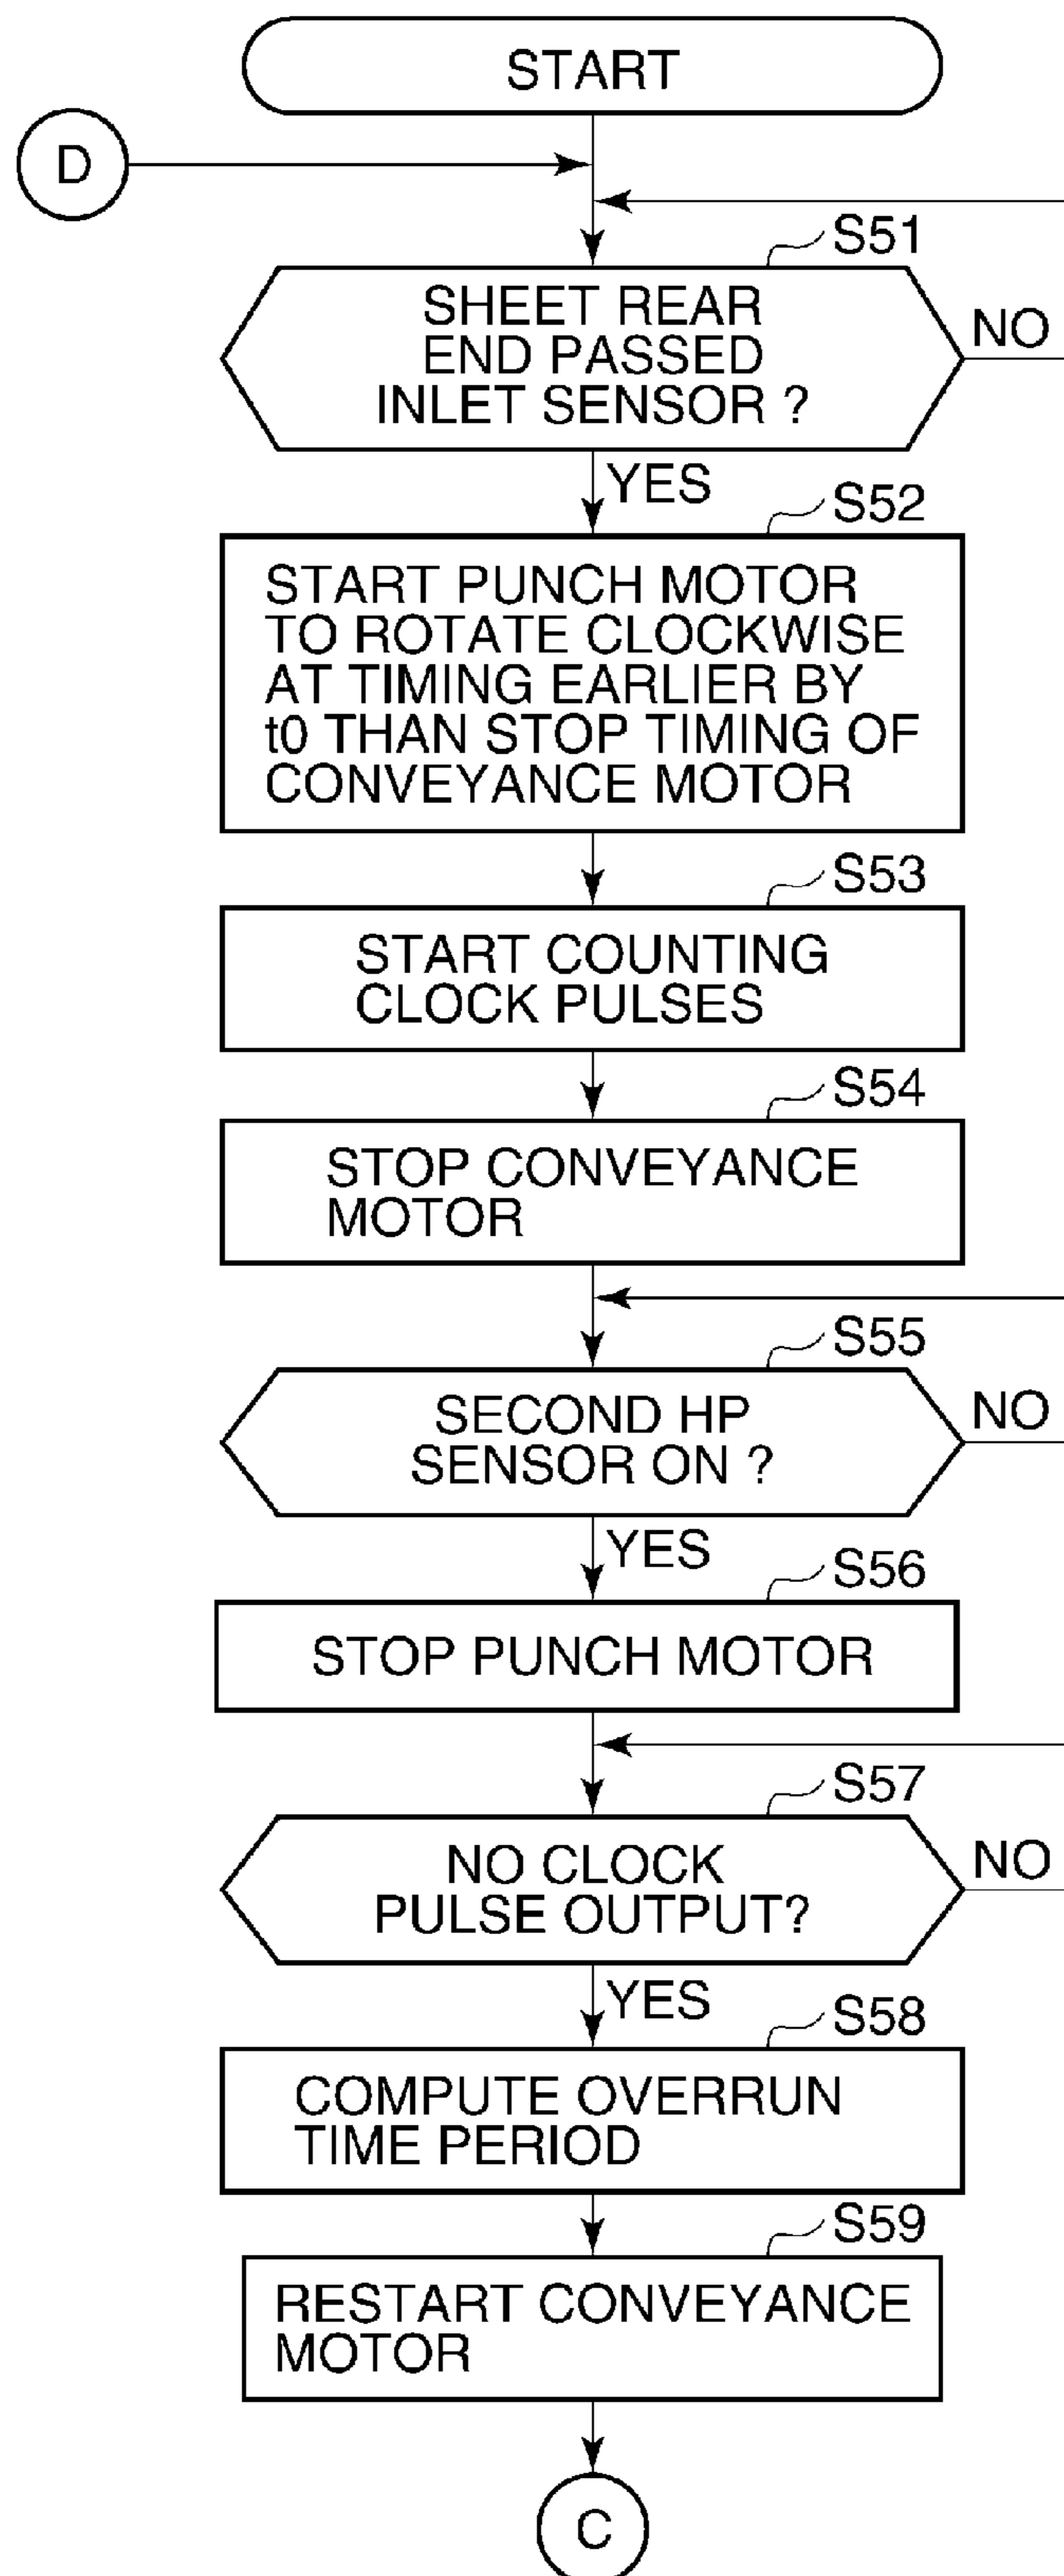 START
D
S51
SHEET REAR
END PASSED
INLET SENSOR ?
NO
YES
S52
START PUNCH MOTOR
TO ROTATE CLOCKWISE
AT TIMING EARLIER BY
t0 THAN STOP TIMING OF
CONVEYANCE MOTOR
S53
START COUNTING
CLOCK PULSES
S54
STOP CONVEYANCE
MOTOR
S55
SECOND HP
SENSOR ON ?
NO
YES
S56
STOP PUNCH MOTOR
S57
NO CLOCK
PULSE OUTPUT?
NO
YES
S58
COMPUTE OVERRUN
TIME PERIOD
S59
RESTART CONVEYANCE
MOTOR
C